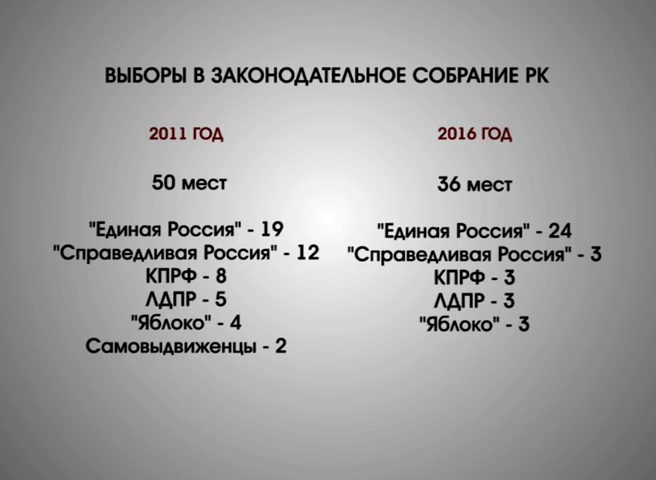 ВЫБОРЫ В ЗАКОНОДАТЕЛЬНОЕ СОБРАНИЕ РК
2011 ГОД
50 мест
"Единая Россия" - 19
"Справедливая Россия" - 12
КПРФ - 8
ЛДПР - 5
"Яблоко" - 4
Самовыдвиженцы - 2
2016 ГОД
36 мест
"Единая Россия" - 24
"Справедливая Россия" - 3
КПРФ - 3
ЛДПР - 3
"Яблоко" - 3